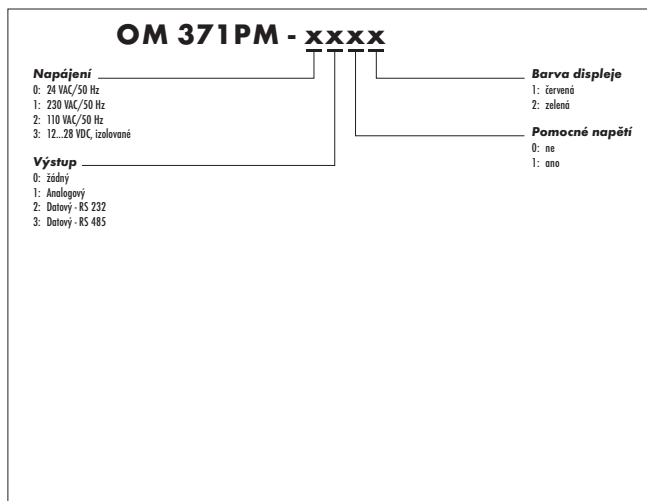 OM 371PM - xxxx
Napájení
0: 24 VAC/50 Hz
1: 230 VAC/50 Hz
2: 110 VAC/50 Hz
3: 12...28 VDC, izolované
Výstup
0: žádný
1: Analogový
2: Datový - RS 232
3: Datový - RS 485
Barva displeje
1: červená
2: zelená
Pomocné napětí
0: ne
1: ano